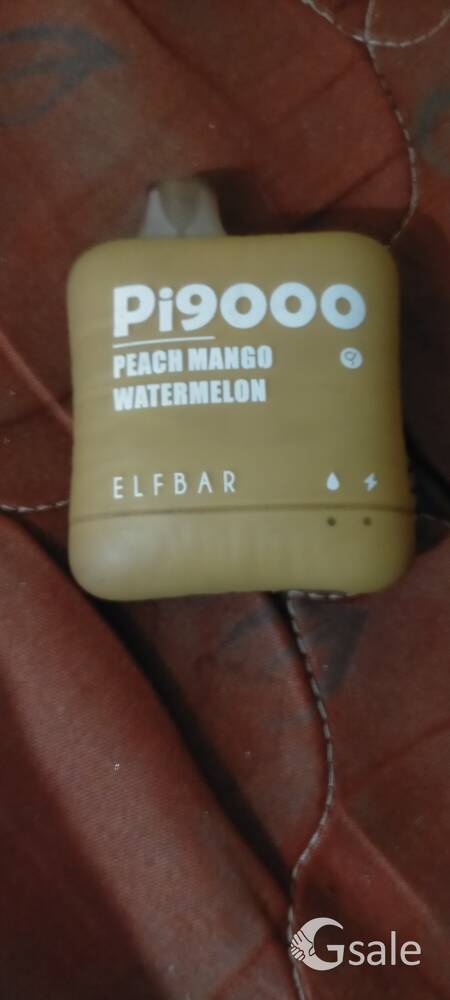 Pi9000
PEACH MANGO
WATERMELON
ELFBAR
Gsale